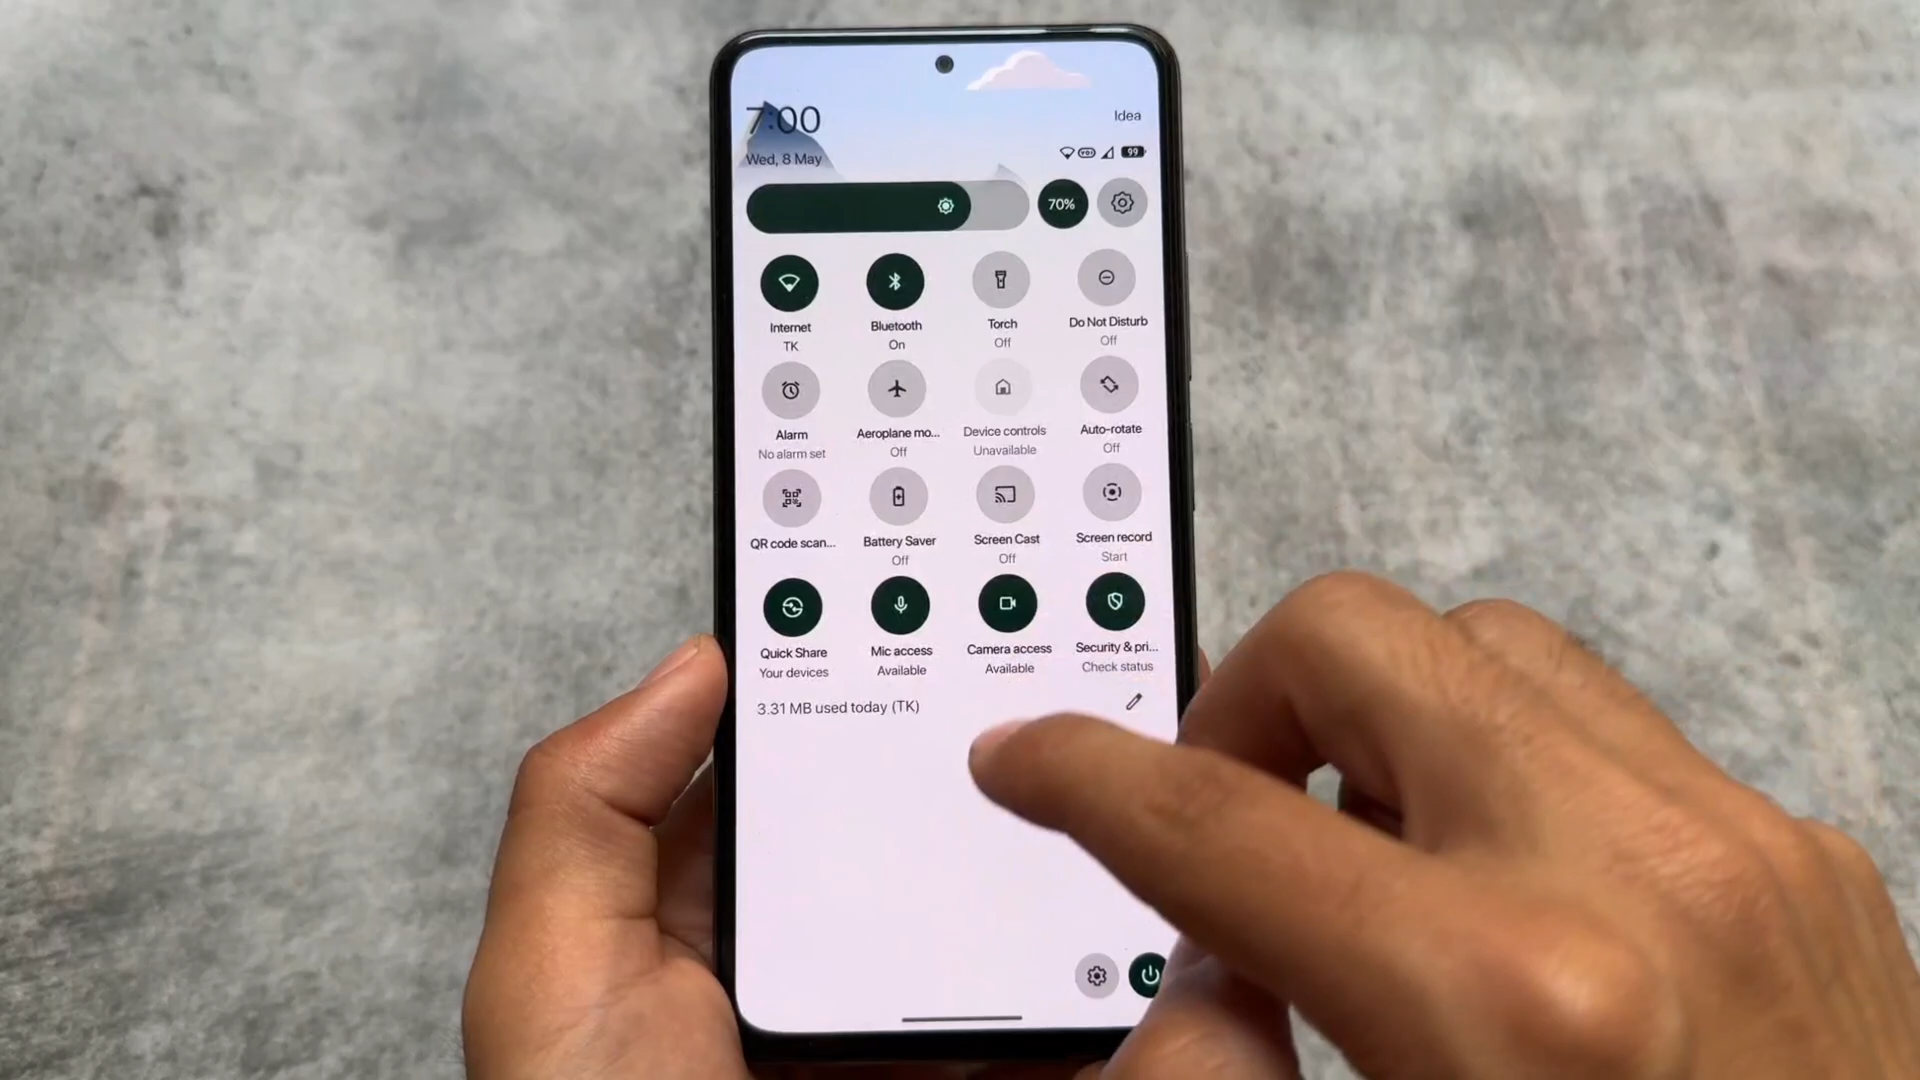 7:00
Idea
Wed, 8 May
99
70%
Internet
TK
Bluetooth
On
Torch
Off
Do Not Disturb
Off
Alarm
No alarm set
Aeroplane mo...
Off
Device controls
Unavailable
Auto-rotate
Off
QR code scan...
Battery Saver
Off
Screen Cast
Off
Screen record
Start
Quick Share
Your devices
Mic access
Available
Camera access
Available
Security & pri...
Check status
3.31 MB used today (TK)